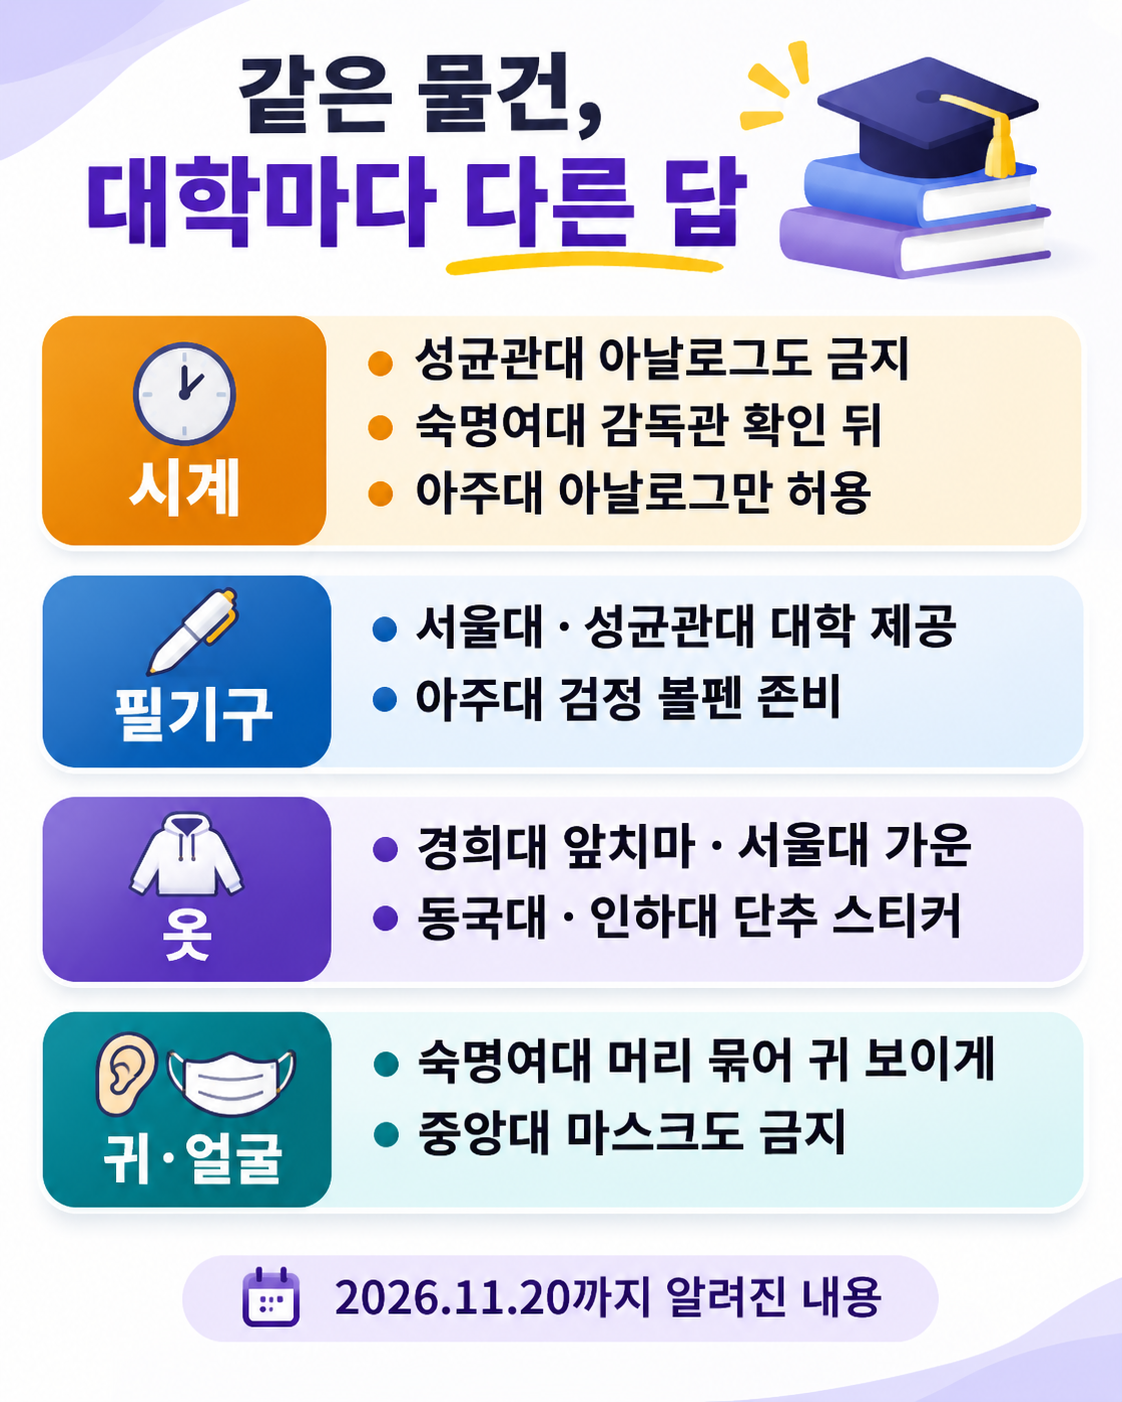 같은 물건,
대학마다 다른 답
시계
성균관대 아날로그도 금지
숙명여대 감독관 확인 뒤
아주대 아날로그만 허용
필기구
서울대 · 성균관대 대학 제공
아주대 검정 볼펜 존비
옷
경희대 앞치마 · 서울대 가운
동국대 · 인하대 단추 스티커
귀 · 얼굴
숙명여대 머리 묶어 귀 보이게
중앙대 마스크도 금지
2026.11.20까지 알려진 내용